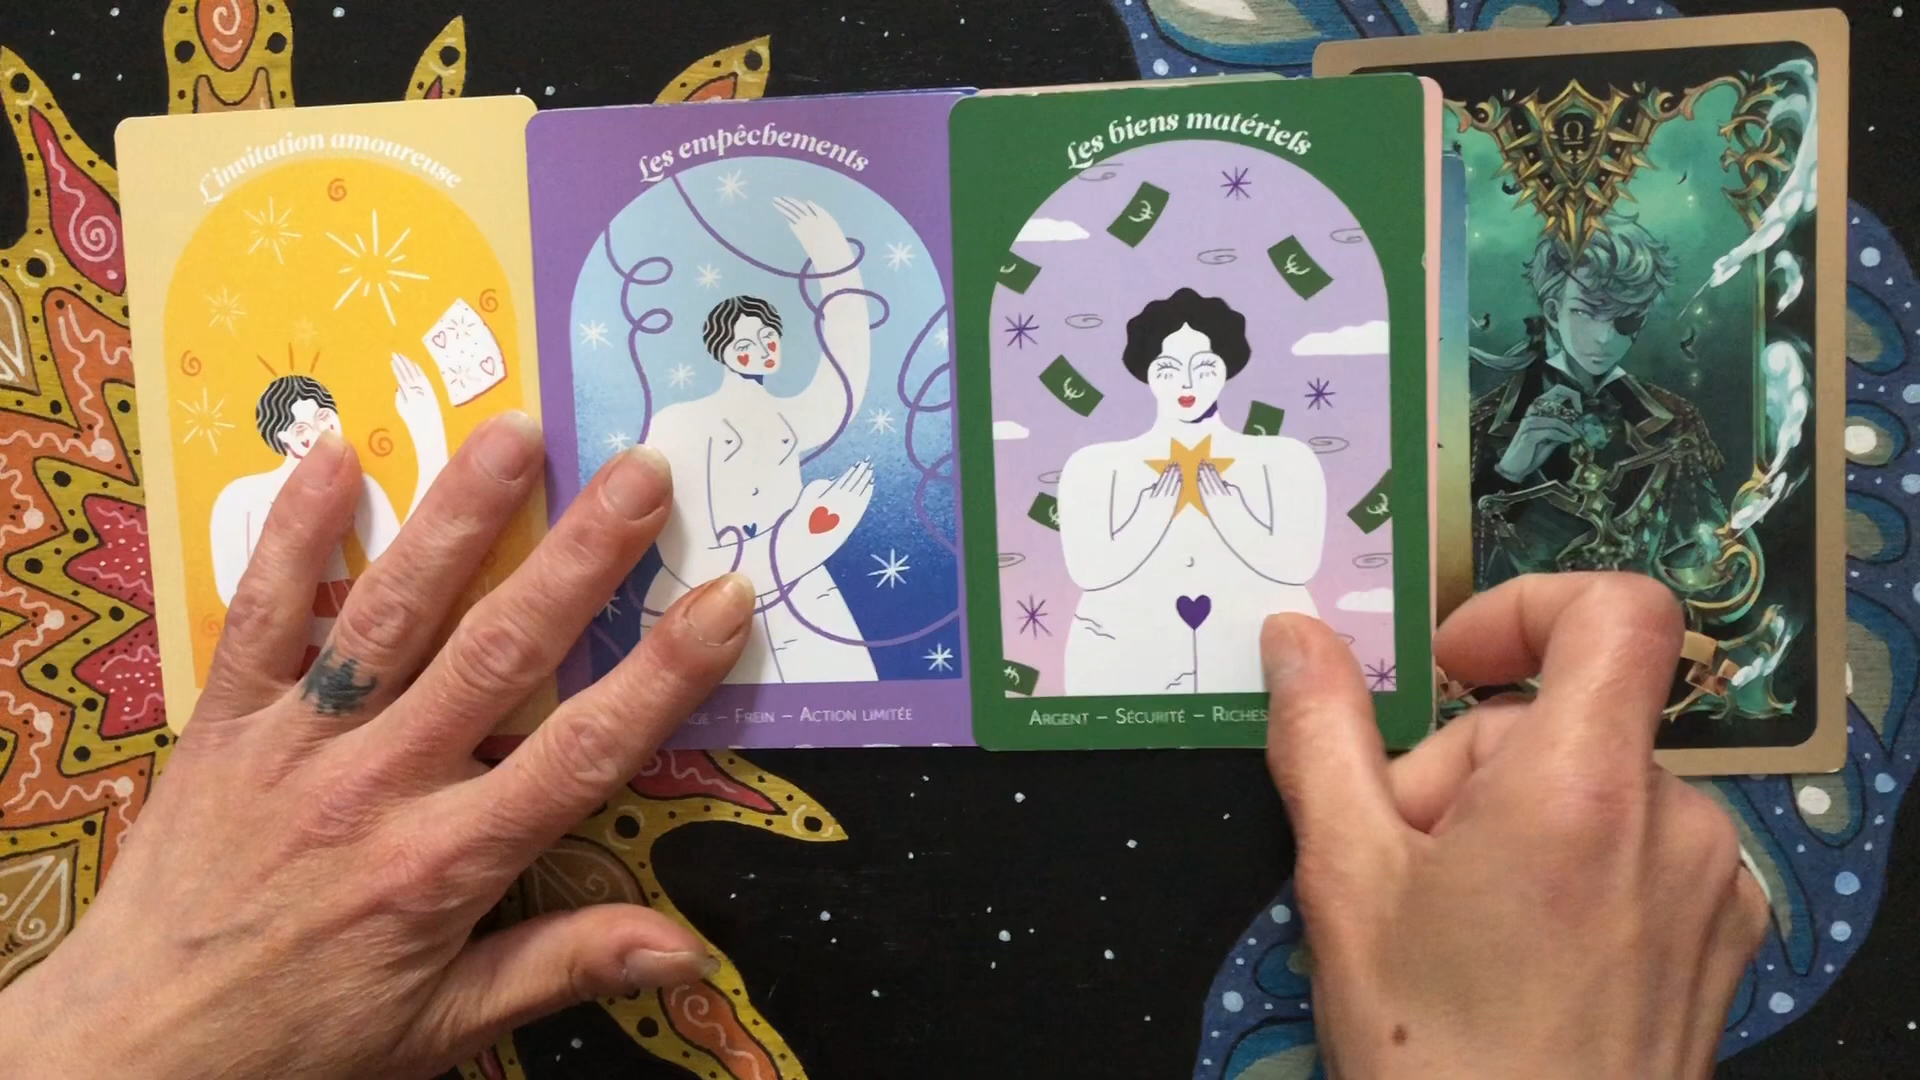 L'invitation amoureuse
Les empêchements
Les biens matériels
Frein – Action limitée
Argent – Sécurité –